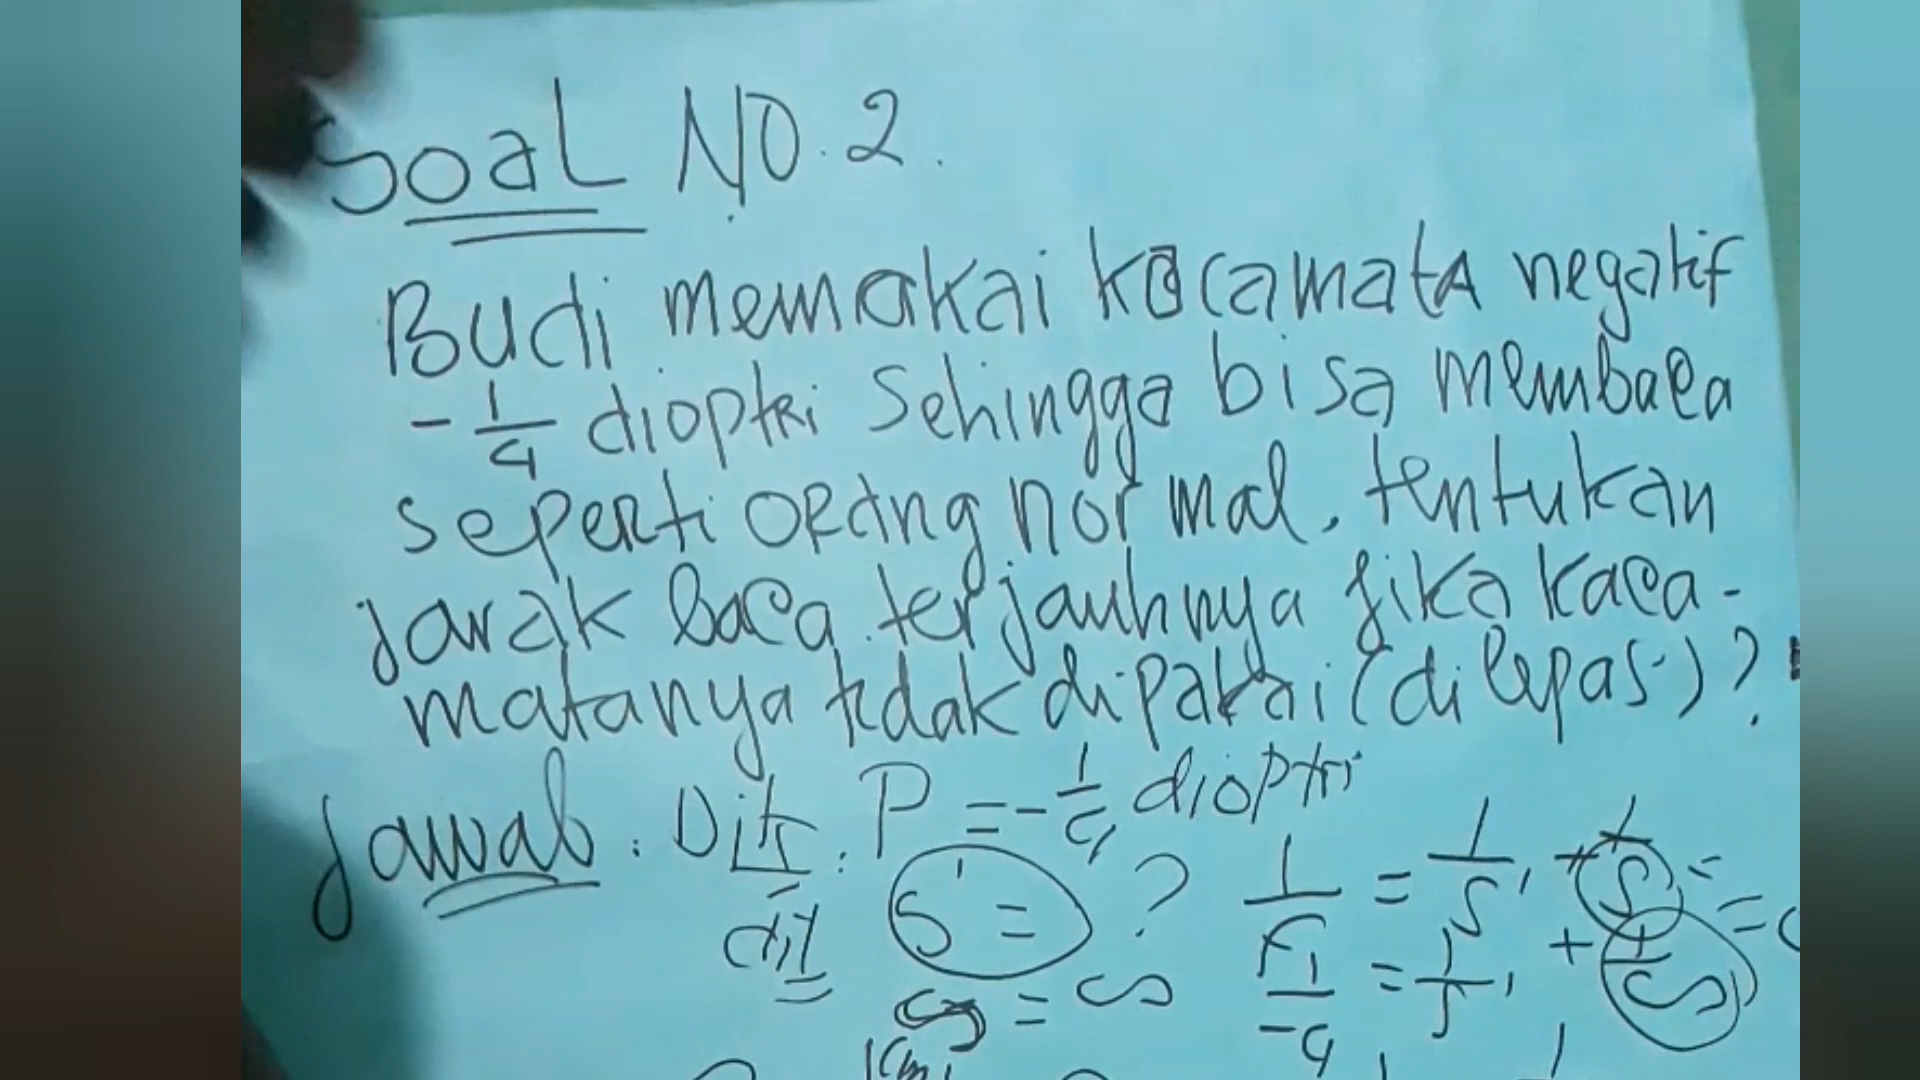 Soal NO. 2.
Budi memakai kacamata negatif
- 1/4 dioptRi sehingga bisa membaca
sepeRti ORang normal. tentukan
jarak baca terjauhnya jika kaca-
matanya tidak dipakai (dilepas)?
Jawab : Dik : P = - 1/4 dioptri
dit S' = ? 1/f = 1/S' + 1/S
S = ∞ 1/-4 = 1/S' + 1/∞